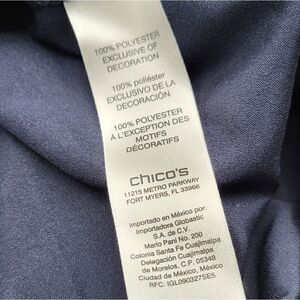 100% POLYESTER
EXCLUSIVE OF
DECORATION
100% poliéster
EXCLUSIVO DE LA
DECORACIÓN
100% POLYESTER
À L'EXCEPTION DES
MOTIFS
DÉCORATIFS
chico's
11215 METRO PARKWAY
FORT MYERS, FL 33966
Importado en México por:
Importadora Globastic
S.A. de C.V.
Mario Pani No. 200
Colonia Santa Fe Cuajimalpa
Delegación Cuajimalpa
de Morelos, C.P. 05348
Ciudad de México, México
RFC: IGL090327SE5